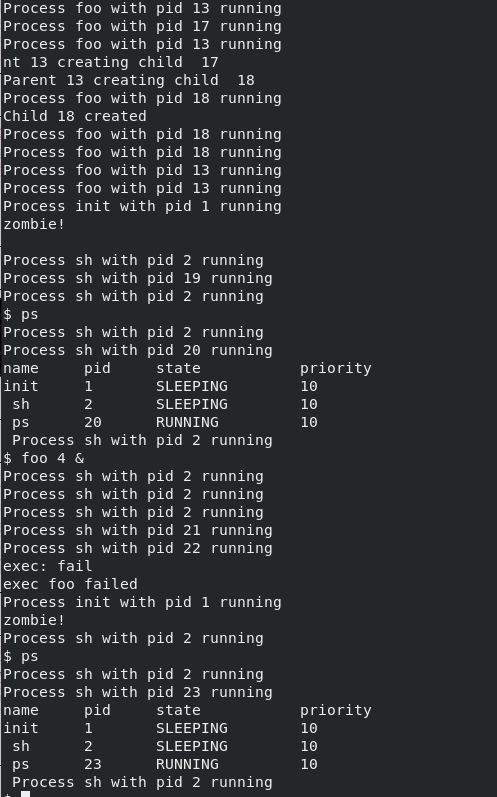 Process foo with pid 13 running
Process foo with pid 17 running
Process foo with pid 13 running
nt 13 creating child  17
Parent 13 creating child  18
Process foo with pid 18 running
Child 18 created
Process foo with pid 18 running
Process foo with pid 18 running
Process foo with pid 13 running
Process foo with pid 13 running
Process init with pid 1 running
zombie!
Process sh with pid 2 running
Process sh with pid 19 running
Process sh with pid 2 running
$ ps
Process sh with pid 2 running
Process sh with pid 20 running
name     pid     state           priority
init     1       SLEEPING        10
 sh      2       SLEEPING        10
 ps      20      RUNNING         10
 Process sh with pid 2 running
$ foo 4 &
Process sh with pid 2 running
Process sh with pid 2 running
Process sh with pid 2 running
Process sh with pid 21 running
Process sh with pid 22 running
exec: fail
exec foo failed
Process init with pid 1 running
zombie!
Process sh with pid 2 running
$ ps
Process sh with pid 2 running
Process sh with pid 23 running
name     pid     state           priority
init     1       SLEEPING        10
 sh      2       SLEEPING        10
 ps      23      RUNNING         10
 Process sh with pid 2 running
$